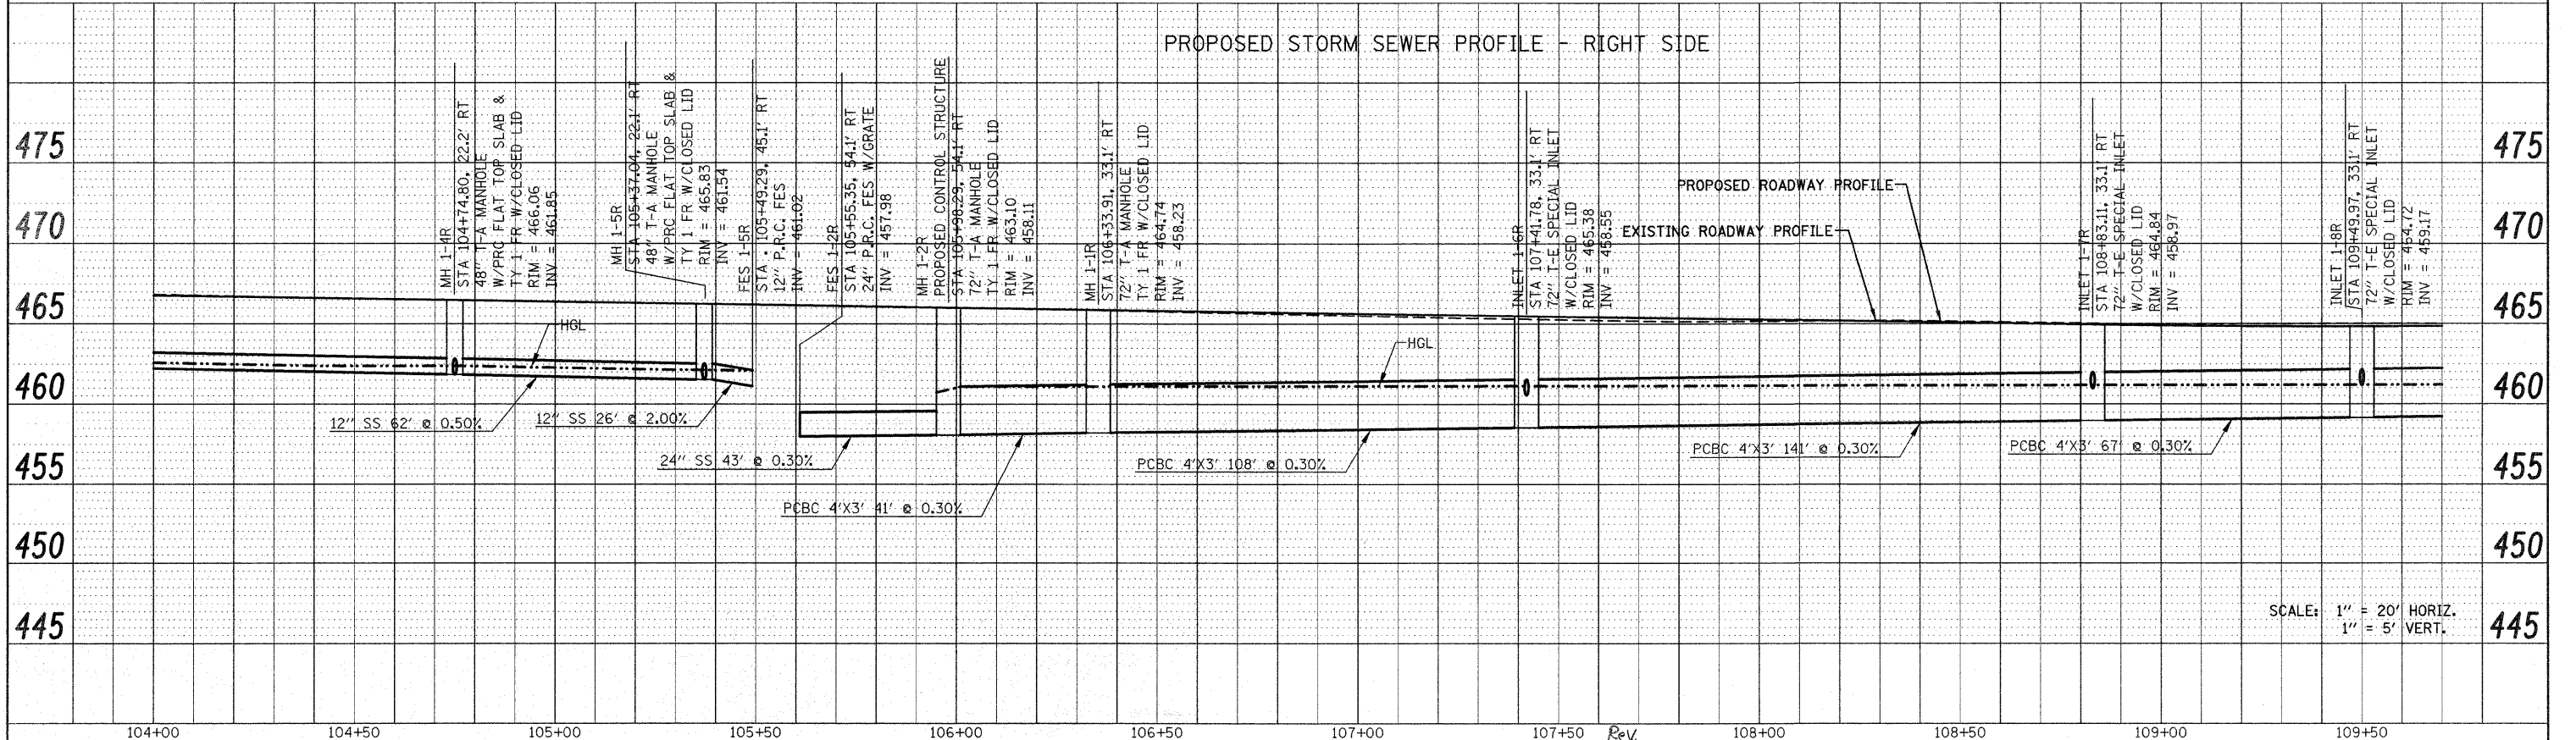 PROPOSED STORM SEWER PROFILE - RIGHT SIDE
475
470
465
460
455
450
445
MH 1-4R
STA 104+74.80, 22.2' RT
48" T-A MANHOLE
W/PRC FLAT TOP SLAB &
TY 1 FR W/CLOSED LID
RIM = 466.06
INV = 461.85
MH 1-5R
STA 105+37.04, 22.1' RT
48" T-A MANHOLE
W/PRC FLAT TOP SLAB &
TY 1 FR W/CLOSED LID
RIM = 465.83
INV = 461.54
FES 1-5R
STA . 105+49.29, 45.1' RT
12" P.R.C. FES
INV = 461.02
FES 1-2R
STA 105+55.35, 54.1' RT
24" P.R.C. FES W/GRATE
INV = 457.98
MH 1-2R
PROPOSED CONTROL STRUCTURE
STA 105+98.29, 54.1' RT
72" T-A MANHOLE
TY 1 FR W/CLOSED LID
RIM = 463.10
INV = 458.11
MH 1-1R
STA 106+33.91, 33.1' RT
72" T-A MANHOLE
TY 1 FR W/CLOSED LID
RIM = 464.74
INV = 458.23
INLET 1-6R
STA 107+41.78, 33.1' RT
72" T-E SPECIAL INLET
W/CLOSED LID
RIM = 465.38
INV = 458.55
PROPOSED ROADWAY PROFILE
EXISTING ROADWAY PROFILE
INLET 1-7R
STA 108+83.11, 33.1' RT
72" T-E SPECIAL INLET
W/CLOSED LID
RIM = 464.84
INV = 458.97
INLET 1-8R
STA 109+49.97, 33.1' RT
72" T-E SPECIAL INLET
W/CLOSED LID
RIM = 464.72
INV = 459.17
475
470
465
460
455
450
445
HGL
HGL
12" SS 62' @ 0.50%
12" SS 26' @ 2.00%
24" SS 43' @ 0.30%
PCBC 4'X3' 41' @ 0.30%
PCBC 4'X3' 108' @ 0.30%
PCBC 4'X3' 141' @ 0.30%
PCBC 4'X3' 67' @ 0.30%
SCALE: 1" = 20' HORIZ.
1" = 5' VERT.
104+00
104+50
105+00
105+50
106+00
106+50
107+00
107+50
Rev.
108+00
108+50
109+00
109+50